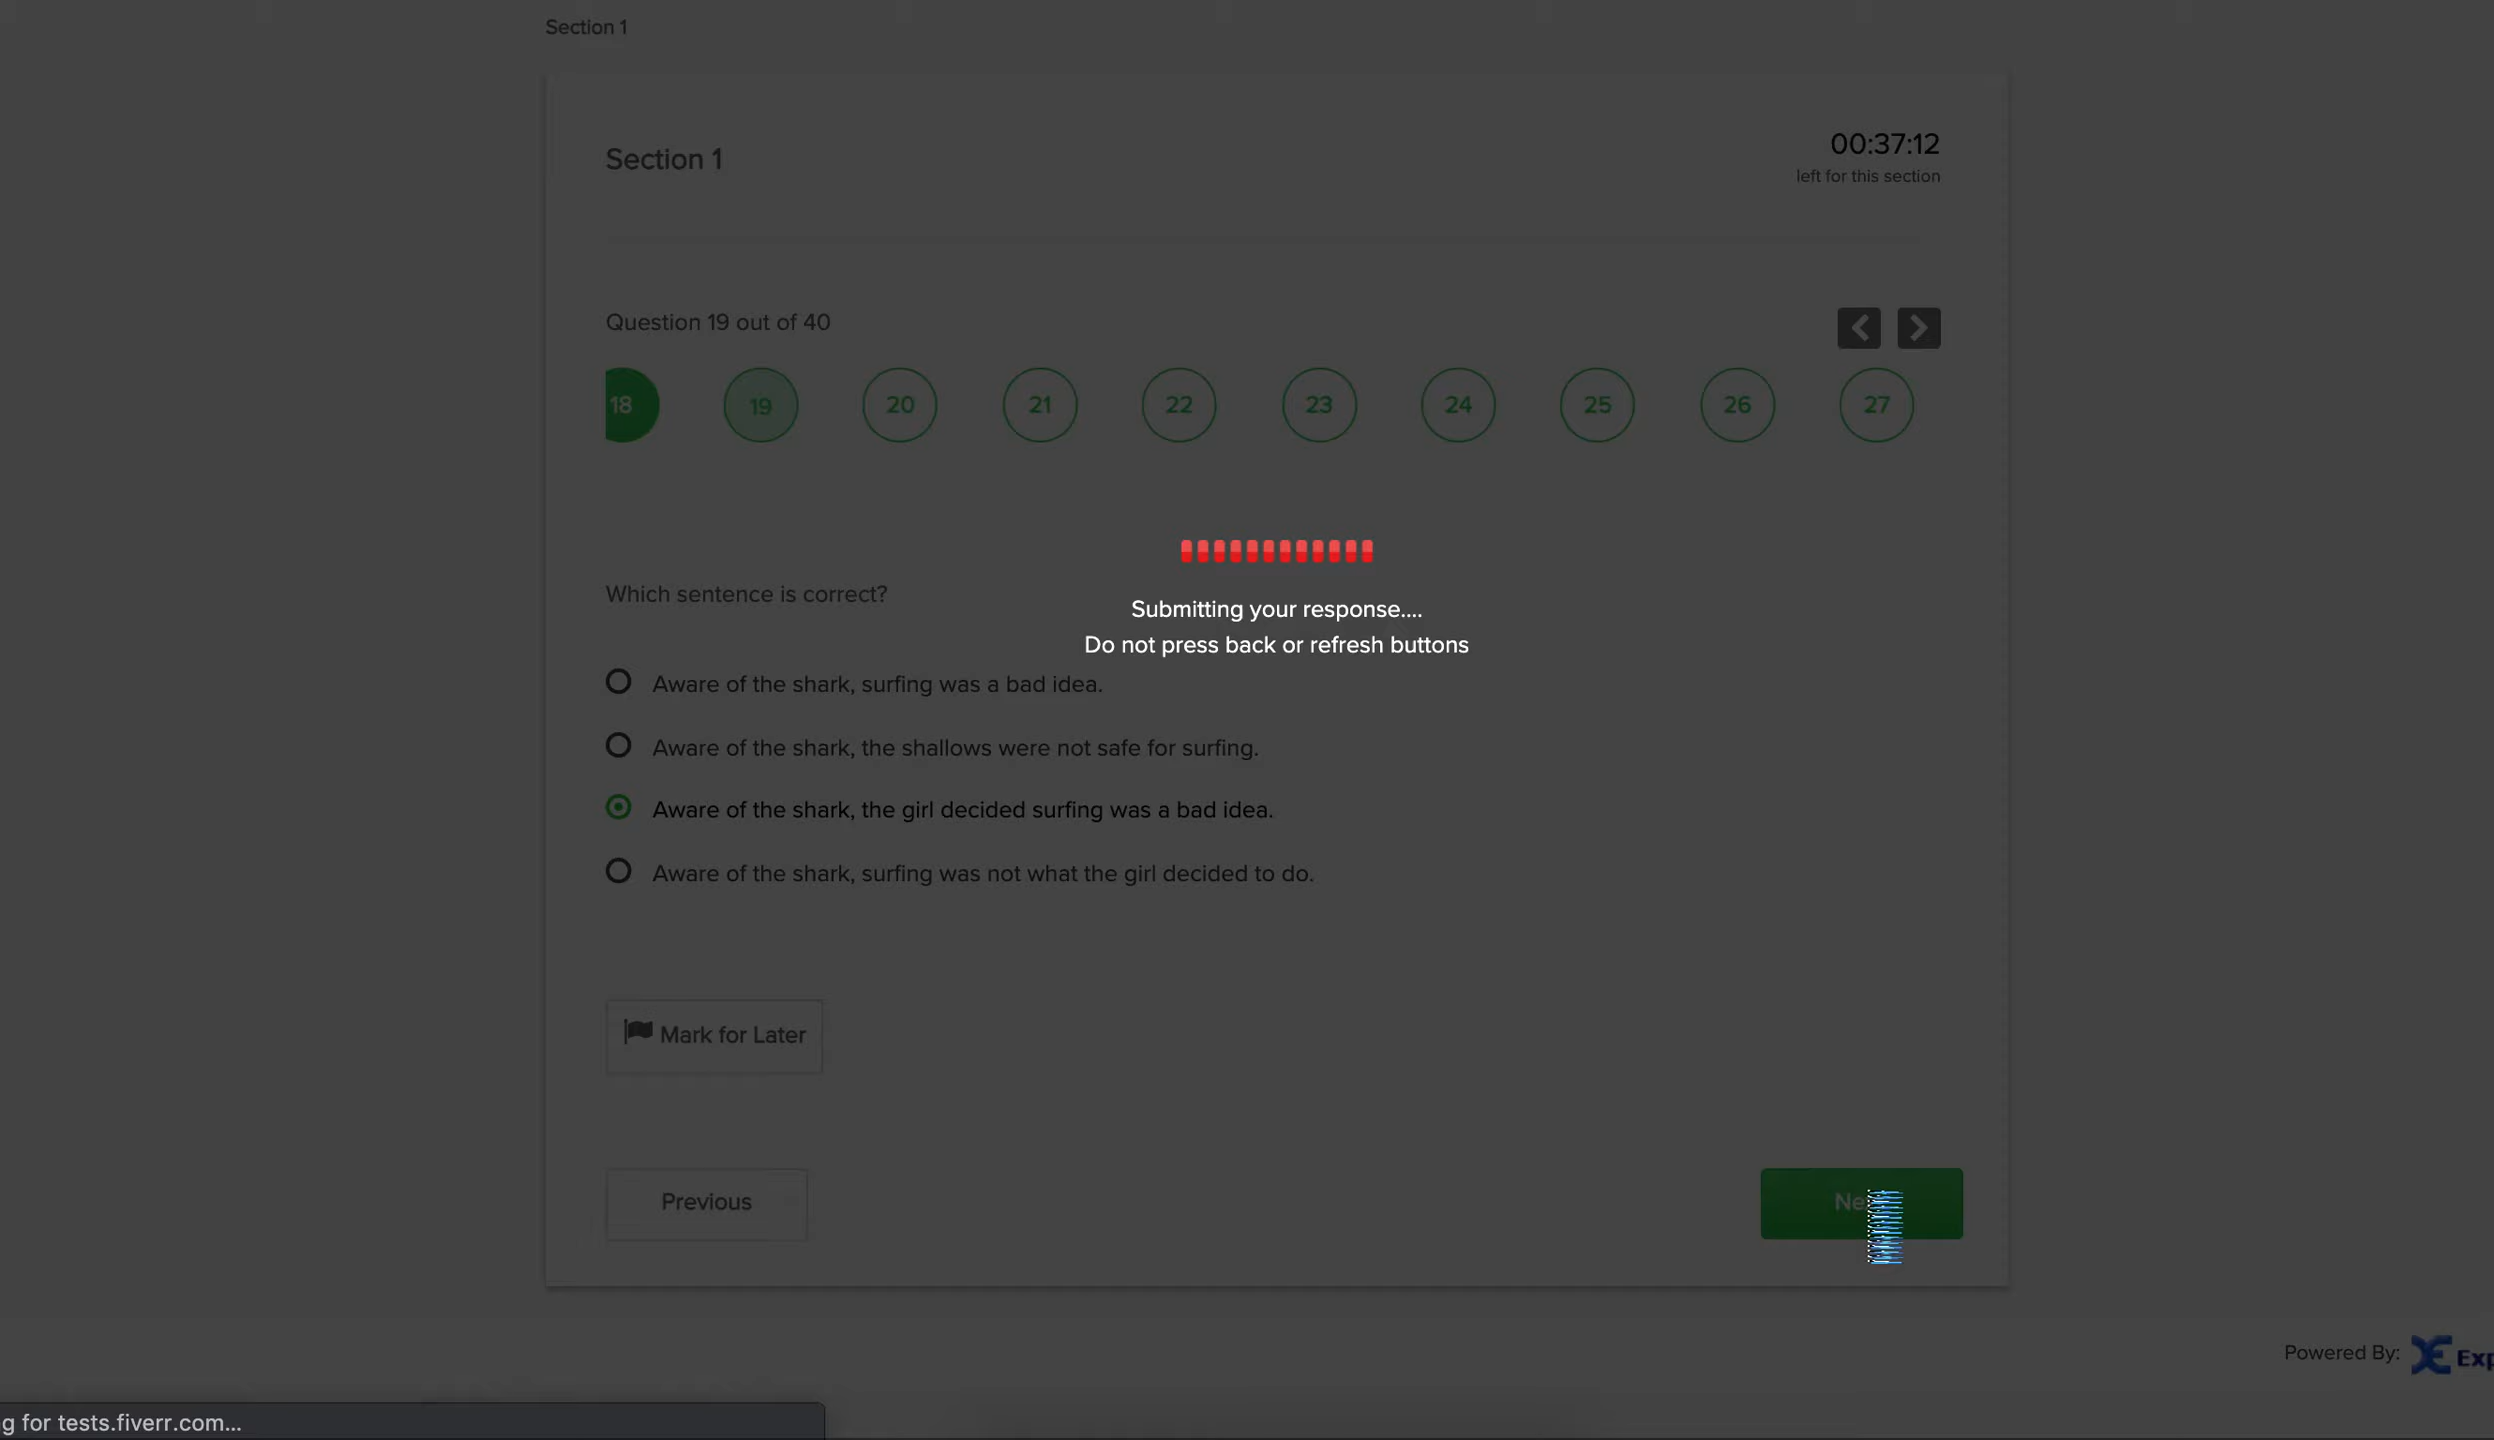 Section 1
Section 1
00:37:12
left for this section
Question 19 out of 40
18 19 20 21 22 23 24 25 26 27
Which sentence is correct?
Submitting your response....
Do not press back or refresh buttons
Aware of the shark, surfing was a bad idea.
Aware of the shark, the shallows were not safe for surfing.
Aware of the shark, the girl decided surfing was a bad idea.
Aware of the shark, surfing was not what the girl decided to do.
Mark for Later
Previous
Powered By:
for tests.fiverr.com...